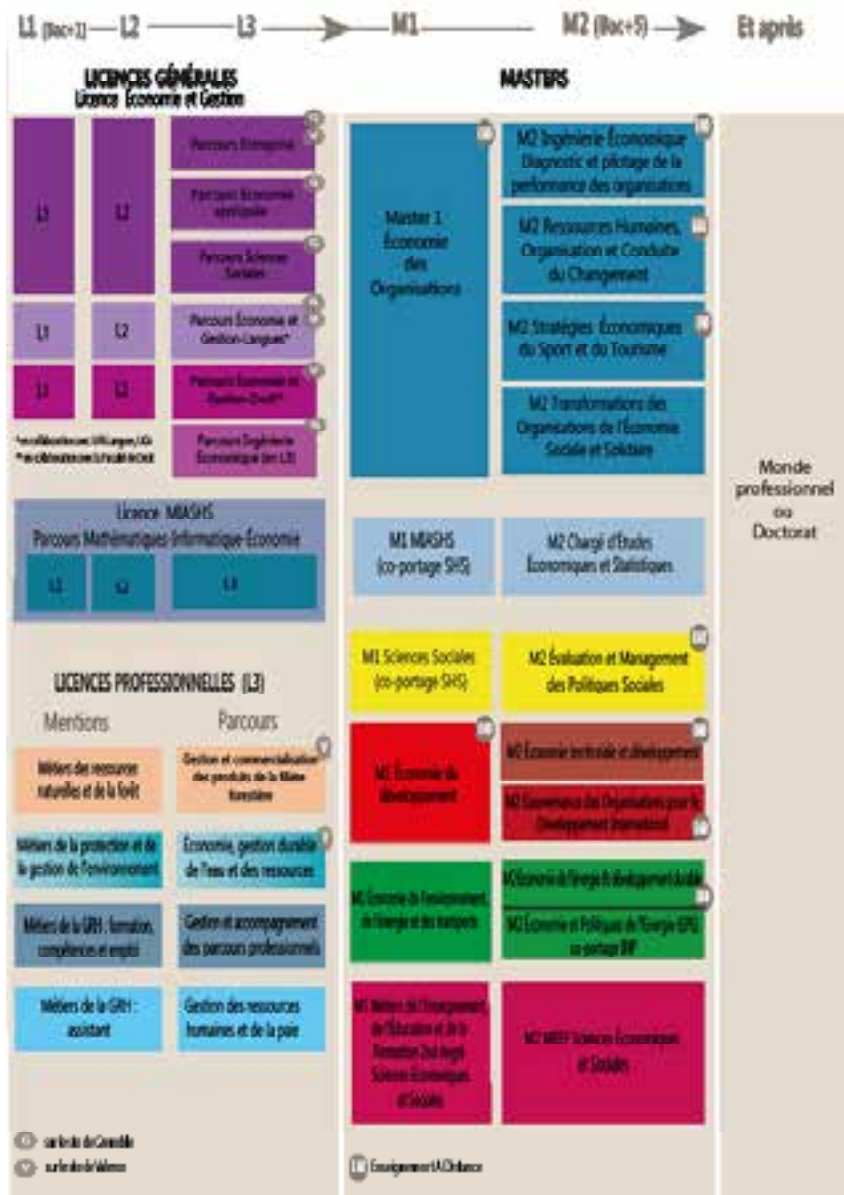 L1 (Bac+1) — L2 — L3 → M1 — M2 (Bac+5) → Et après
LICENCES GÉNÉRALES
Licence Économie et Gestion
MASTERS
L2
Parcours Entreprise
Parcours Économie
appliquée
Parcours Sciences
Sociales
L1
L2
Parcours Économie et
Gestion-Langues*
Parcours Économie et
Gestion-Droit**
Parcours Ingénierie
Économique (en L3)
Licence MIASHS
Parcours Mathématiques-Informatique-Économie
LICENCES PROFESSIONNELLES (L3)
Mentions
Parcours
Métiers des ressources
naturelles et de la forêt
Gestion et commercialisation
des produits de la filière
forestière
Métiers de la protection et de
la gestion de l'environnement
Économie, gestion durable
de l'eau et des ressources
Métiers de la GRH : formation,
compétences et emploi
Gestion et accompagnement
des parcours professionnels
Métiers de la GRH :
assistant
Gestion des ressources
humaines et de la paie
sur le site de Grenoble
sur le site de Valence
Master 1
Économie
des
Organisations
M2 Ingénierie Économique
Diagnostic et pilotage de la
performance des organisations
M2 Ressources Humaines,
Organisation et Conduite
du Changement
M2 Stratégies Économiques
du Sport et du Tourisme
M2 Transformations des
Organisations de l'Économie
Sociale et Solidaire
M1 MIASHS
(co-portage SHS)
M2 Chargé d'Études
Économiques et Statistiques
M1 Sciences Sociales
(co-portage SHS)
M2 Évaluation et Management
des Politiques Sociales
M1 Économie du
développement
M2 Économie territoriale et développement
M2 Gouvernance des Organisations pour le
Développement International
M1 Économie de l'environnement,
de l'énergie et des transports
M2 Économie de l'énergie & développement durable
M2 Économie et Politiques de l'Énergie (EPE)
co-portage INP
M1 Métiers de l'Enseignement,
de l'Éducation et de la
Formation 2nd degré
Sciences Économiques
et Sociales
M2 MEEF Sciences Économiques
et Sociales
Enseignement A Distance
Monde
professionnel
ou
Doctorat